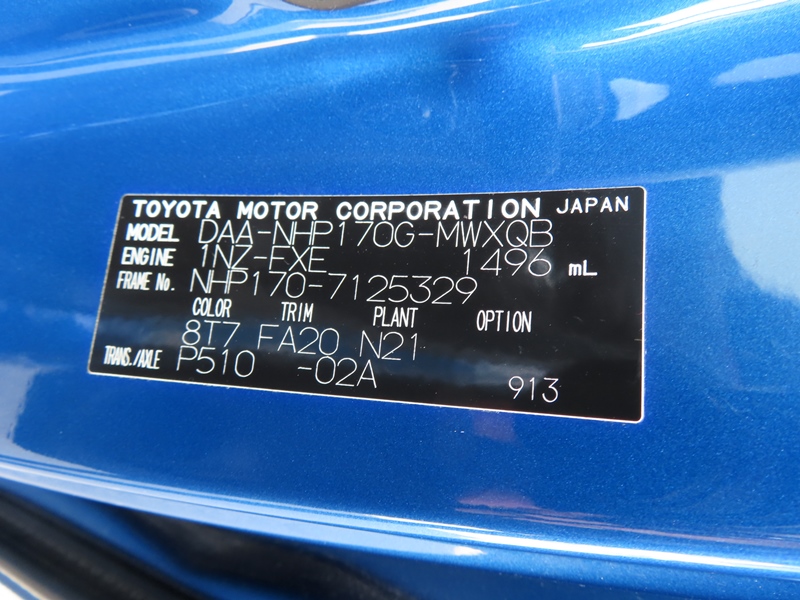 TOYOTA MOTOR CORPORATION JAPAN
MODEL DAA-NHP170G-MWXQB
ENGINE 1NZ-FXE 1496 mL
FRAME No. NHP170-7125329
COLOR TRIM PLANT OPTION
8T7 FA20 N21
TRANS./AXLE P510 -02A 913